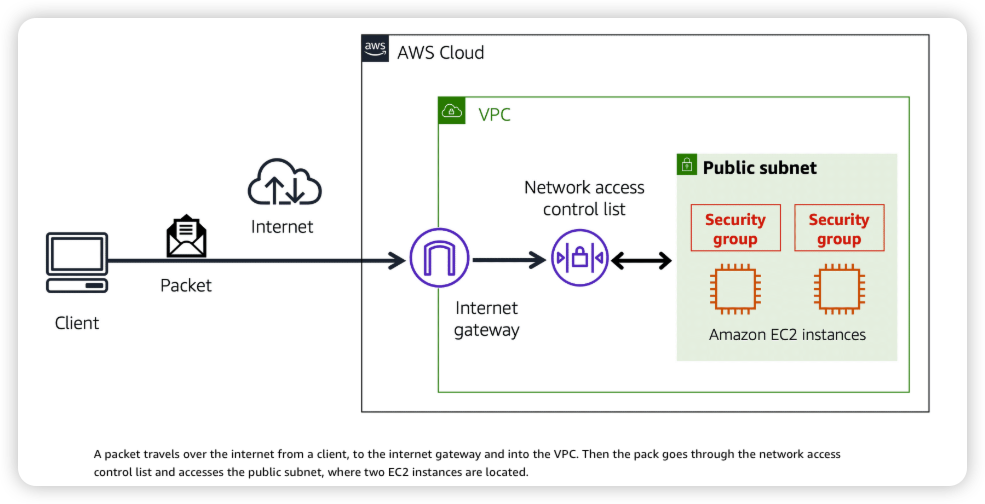 aws
AWS Cloud
VPC
Public subnet
Network access
control list
Security
group
Security
group
Internet
Packet
Client
Internet
gateway
Amazon EC2 instances
A packet travels over the internet from a client, to the internet gateway and into the VPC. Then the pack goes through the network access
control list and accesses the public subnet, where two EC2 instances are located.